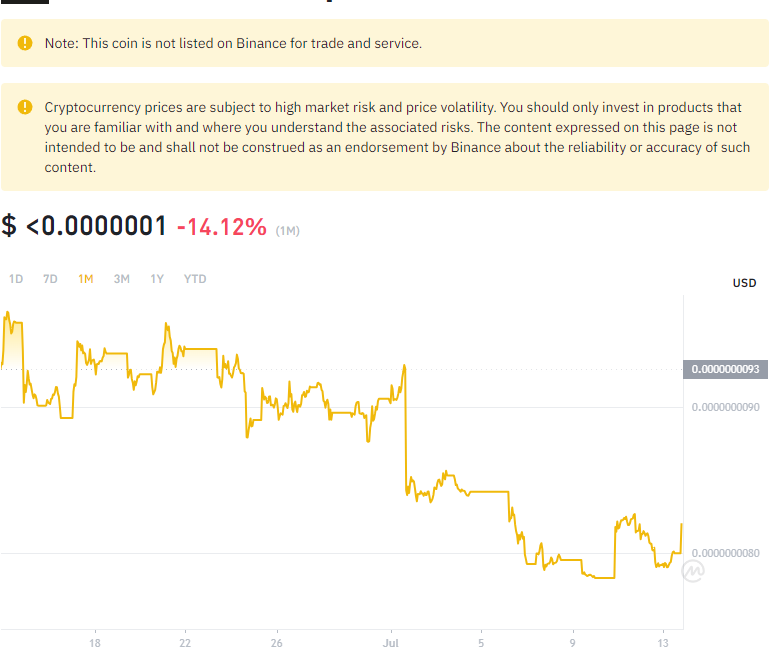 Note: This coin is not listed on Binance for trade and service.
Cryptocurrency prices are subject to high market risk and price volatility. You should only invest in products that
you are familiar with and where you understand the associated risks. The content expressed on this page is not
intended to be and shall not be construed as an endorsement by Binance about the reliability or accuracy of such
content.
$ <0.0000001 -14.12% (1M)
1D 7D 1M 3M 1Y YTD
USD
0.0000000093
0.0000000090
0.0000000080
18 22 26 Jul 5 9 13